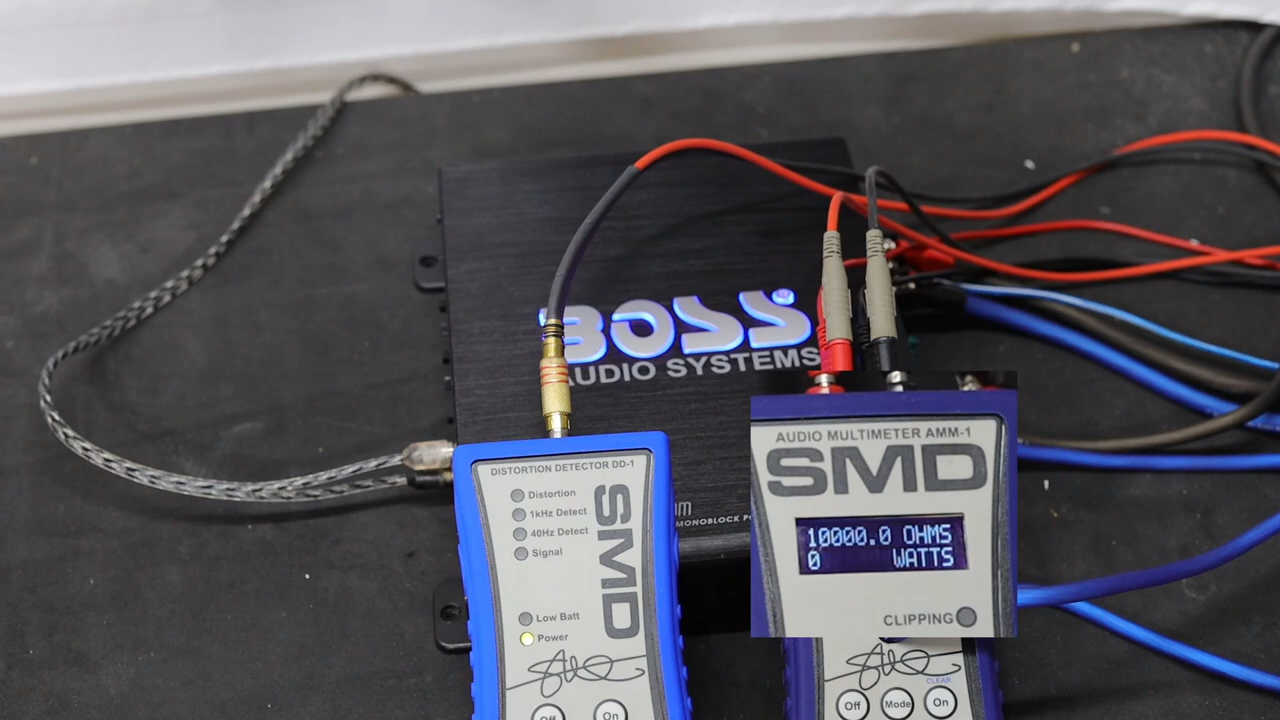 BOSS
AUDIO SYSTEMS
DISTORTION DETECTOR DD-1
Distortion
1kHz Detect
40Hz Detect
Signal
SMD
Low Batt
Power
Off
On
MONOBLOCK
AUDIO MULTIMETER AMM-1
SMD
10000.0 OHMS
0 WATTS
CLIPPING
CLEAR
Off
Mode
On